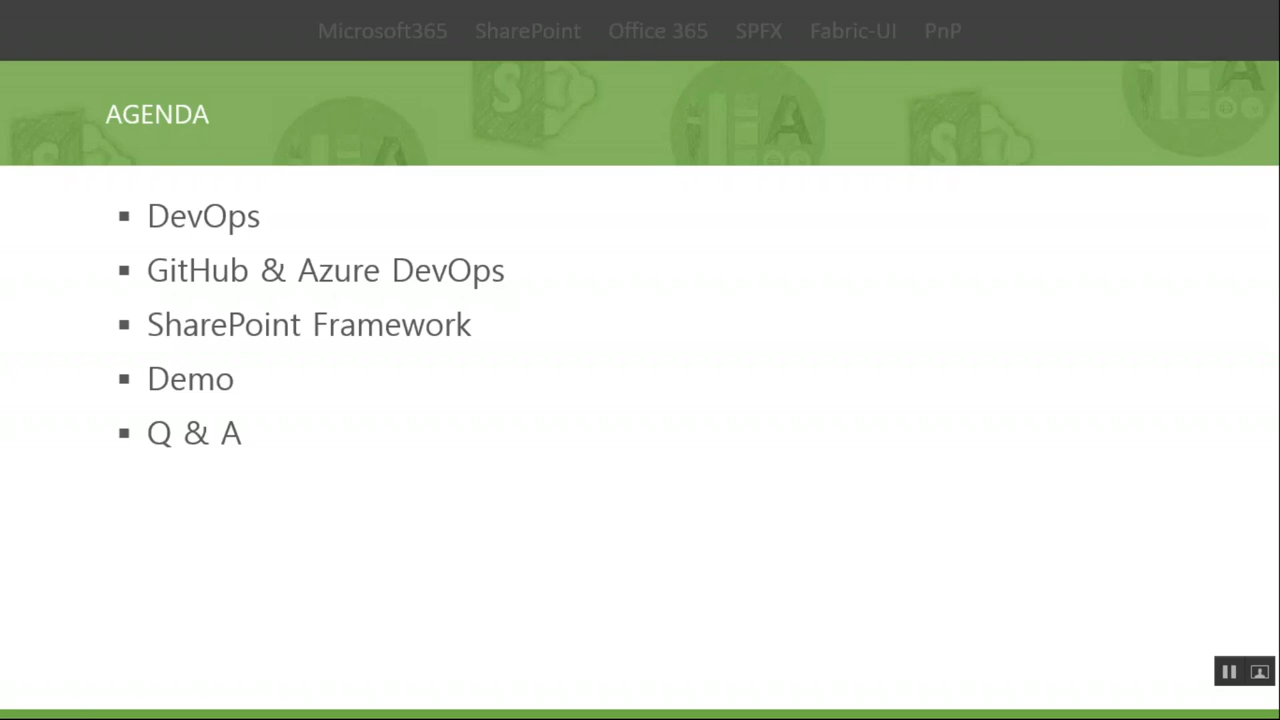 Microsoft365 SharePoint Office 365 SPFX Fabric-UI PnP
AGENDA
▪ DevOps
▪ GitHub & Azure DevOps
▪ SharePoint Framework
▪ Demo
▪ Q & A